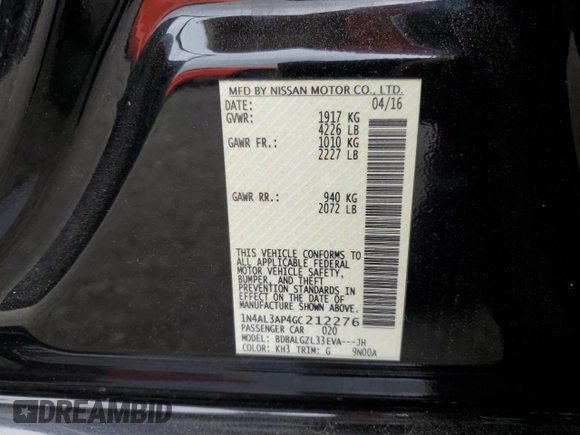 MFD BY NISSAN MOTOR CO., LTD.
DATE: 04/16
GVWR: 1917 KG
4226 LB
GAWR FR.: 1010 KG
2227 LB
GAWR RR.: 940 KG
2072 LB
THIS VEHICLE CONFORMS TO
ALL APPLICABLE FEDERAL
MOTOR VEHICLE SAFETY,
BUMPER, AND THEFT
PREVENTION STANDARDS IN
EFFECT ON THE DATE OF
MANUFACTURE SHOWN ABOVE.
1N4AL3AP4GC212276
PASSENGER CAR 020
MODEL: BDBALGZL33EVA---JH
COLOR: KH3 TRIM: G 9N00A
DREAMBID